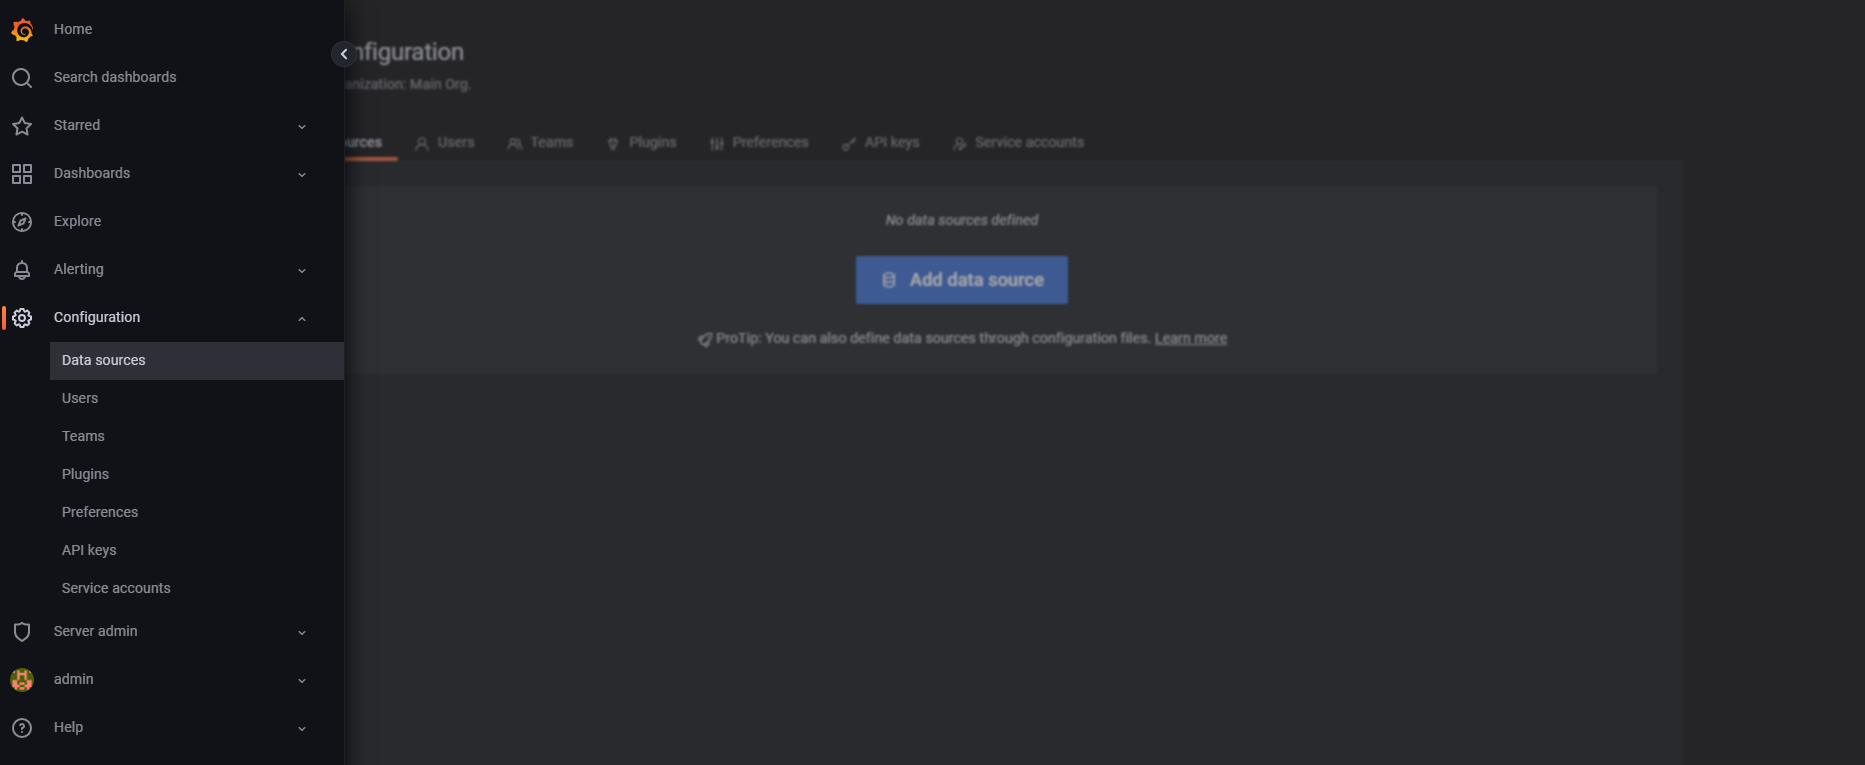 Home
Search dashboards
Starred
Dashboards
Explore
Alerting
Configuration
Data sources
Users
Teams
Plugins
Preferences
API keys
Service accounts
Server admin
admin
Help
nfiguration
anization: Main Org.
urces Users Teams Plugins Preferences API keys Service accounts
No data sources defined
Add data source
ProTip: You can also define data sources through configuration files. Learn more